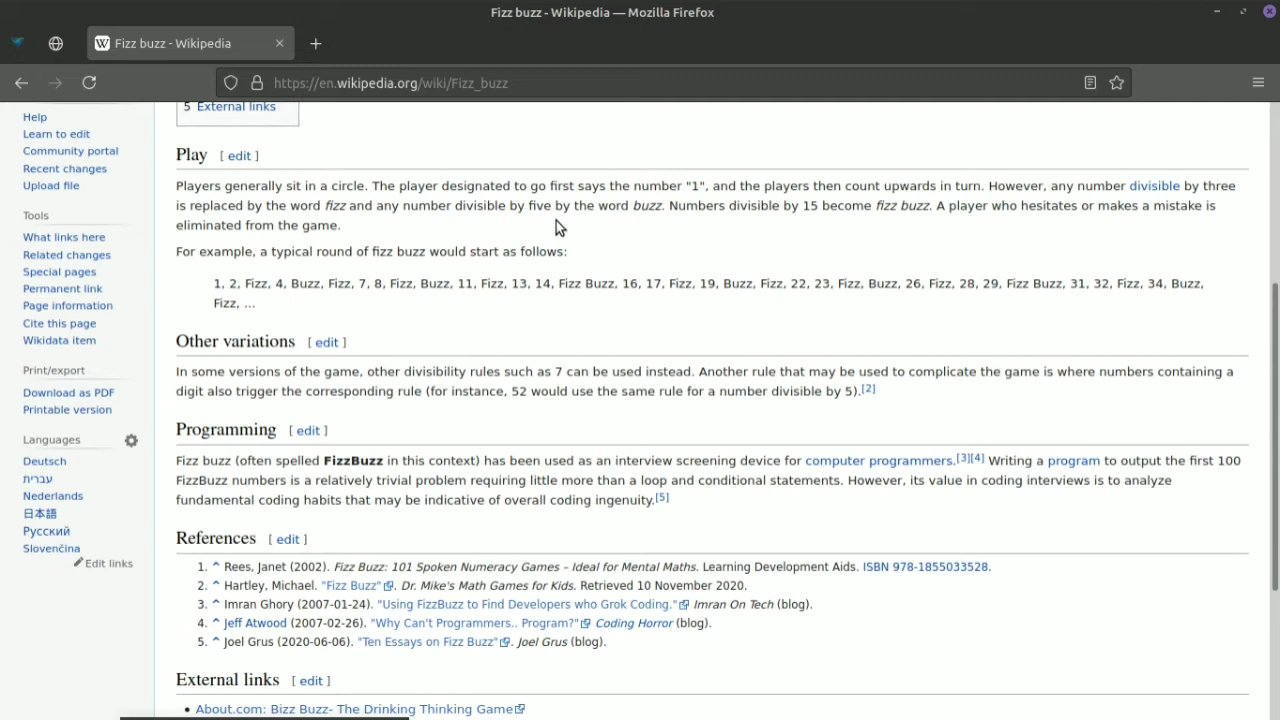 Fizz buzz - Wikipedia — Mozilla Firefox
Fizz buzz - Wikipedia
https://en.wikipedia.org/wiki/Fizz_buzz
Help
Learn to edit
Community portal
Recent changes
Upload file
Tools
What links here
Related changes
Special pages
Permanent link
Page information
Cite this page
Wikidata item
Print/export
Download as PDF
Printable version
Languages
Deutsch
עברית
Nederlands
日本語
Русский
Slovenčina
Edit links
5 External links
Play [ edit ]
Players generally sit in a circle. The player designated to go first says the number "1", and the players then count upwards in turn. However, any number divisible by three
is replaced by the word fizz and any number divisible by five by the word buzz. Numbers divisible by 15 become fizz buzz. A player who hesitates or makes a mistake is
eliminated from the game.
For example, a typical round of fizz buzz would start as follows:
1, 2, Fizz, 4, Buzz, Fizz, 7, 8, Fizz, Buzz, 11, Fizz, 13, 14, Fizz Buzz, 16, 17, Fizz, 19, Buzz, Fizz, 22, 23, Fizz, Buzz, 26, Fizz, 28, 29, Fizz Buzz, 31, 32, Fizz, 34, Buzz,
Fizz, ...
Other variations [ edit ]
In some versions of the game, other divisibility rules such as 7 can be used instead. Another rule that may be used to complicate the game is where numbers containing a
digit also trigger the corresponding rule (for instance, 52 would use the same rule for a number divisible by 5).[2]
Programming [ edit ]
Fizz buzz (often spelled FizzBuzz in this context) has been used as an interview screening device for computer programmers.[3][4] Writing a program to output the first 100
FizzBuzz numbers is a relatively trivial problem requiring little more than a loop and conditional statements. However, its value in coding interviews is to analyze
fundamental coding habits that may be indicative of overall coding ingenuity.[5]
References [ edit ]
1. ^ Rees, Janet (2002). Fizz Buzz: 101 Spoken Numeracy Games – Ideal for Mental Maths. Learning Development Aids. ISBN 978-1855033528.
2. ^ Hartley, Michael. "Fizz Buzz". Dr. Mike's Math Games for Kids. Retrieved 10 November 2020.
3. ^ Imran Ghory (2007-01-24). "Using FizzBuzz to Find Developers who Grok Coding." Imran On Tech (blog).
4. ^ Jeff Atwood (2007-02-26). "Why Can't Programmers.. Program?" Coding Horror (blog).
5. ^ Joel Grus (2020-06-06). "Ten Essays on Fizz Buzz". Joel Grus (blog).
External links [ edit ]
• About.com: Bizz Buzz- The Drinking Thinking Game